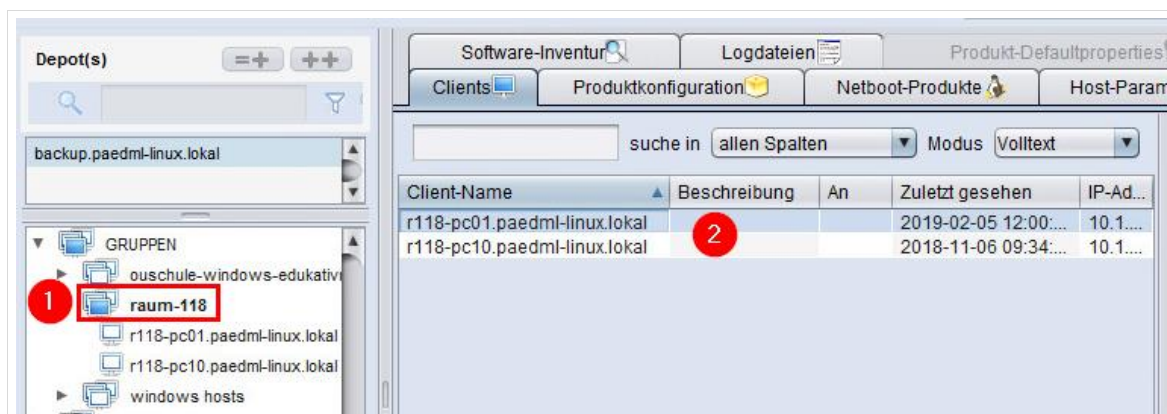 Depot(s)
backup.paedml-linux.lokal
GRUPPEN
ouschule-windows-edukativ
1 raum-118
r118-pc01.paedml-linux.lokal
r118-pc10.paedml-linux.lokal
windows hosts
Software-Inventur Logdateien Produkt-Defaultproperties
Clients Produktkonfiguration Netboot-Produkte Host-Param
suche in allen Spalten Modus Volltext
Client-Name Beschreibung An Zuletzt gesehen IP-Ad...
r118-pc01.paedml-linux.lokal 2019-02-05 12:00:... 10.1....
2
r118-pc10.paedml-linux.lokal 2018-11-06 09:34:... 10.1....